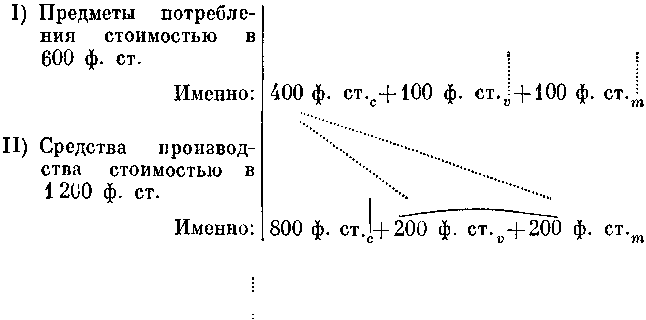 I) Предметы потребле-
ния стоимостью в
600 ф. ст.
Именно: 400 ф. ст.c+100 ф. ст.v+100 ф. ст.m
II) Средства производ-
ства стоимостью в
1 200 ф. ст.
Именно: 800 ф. ст.c+200 ф. ст.v+200 ф. ст.m